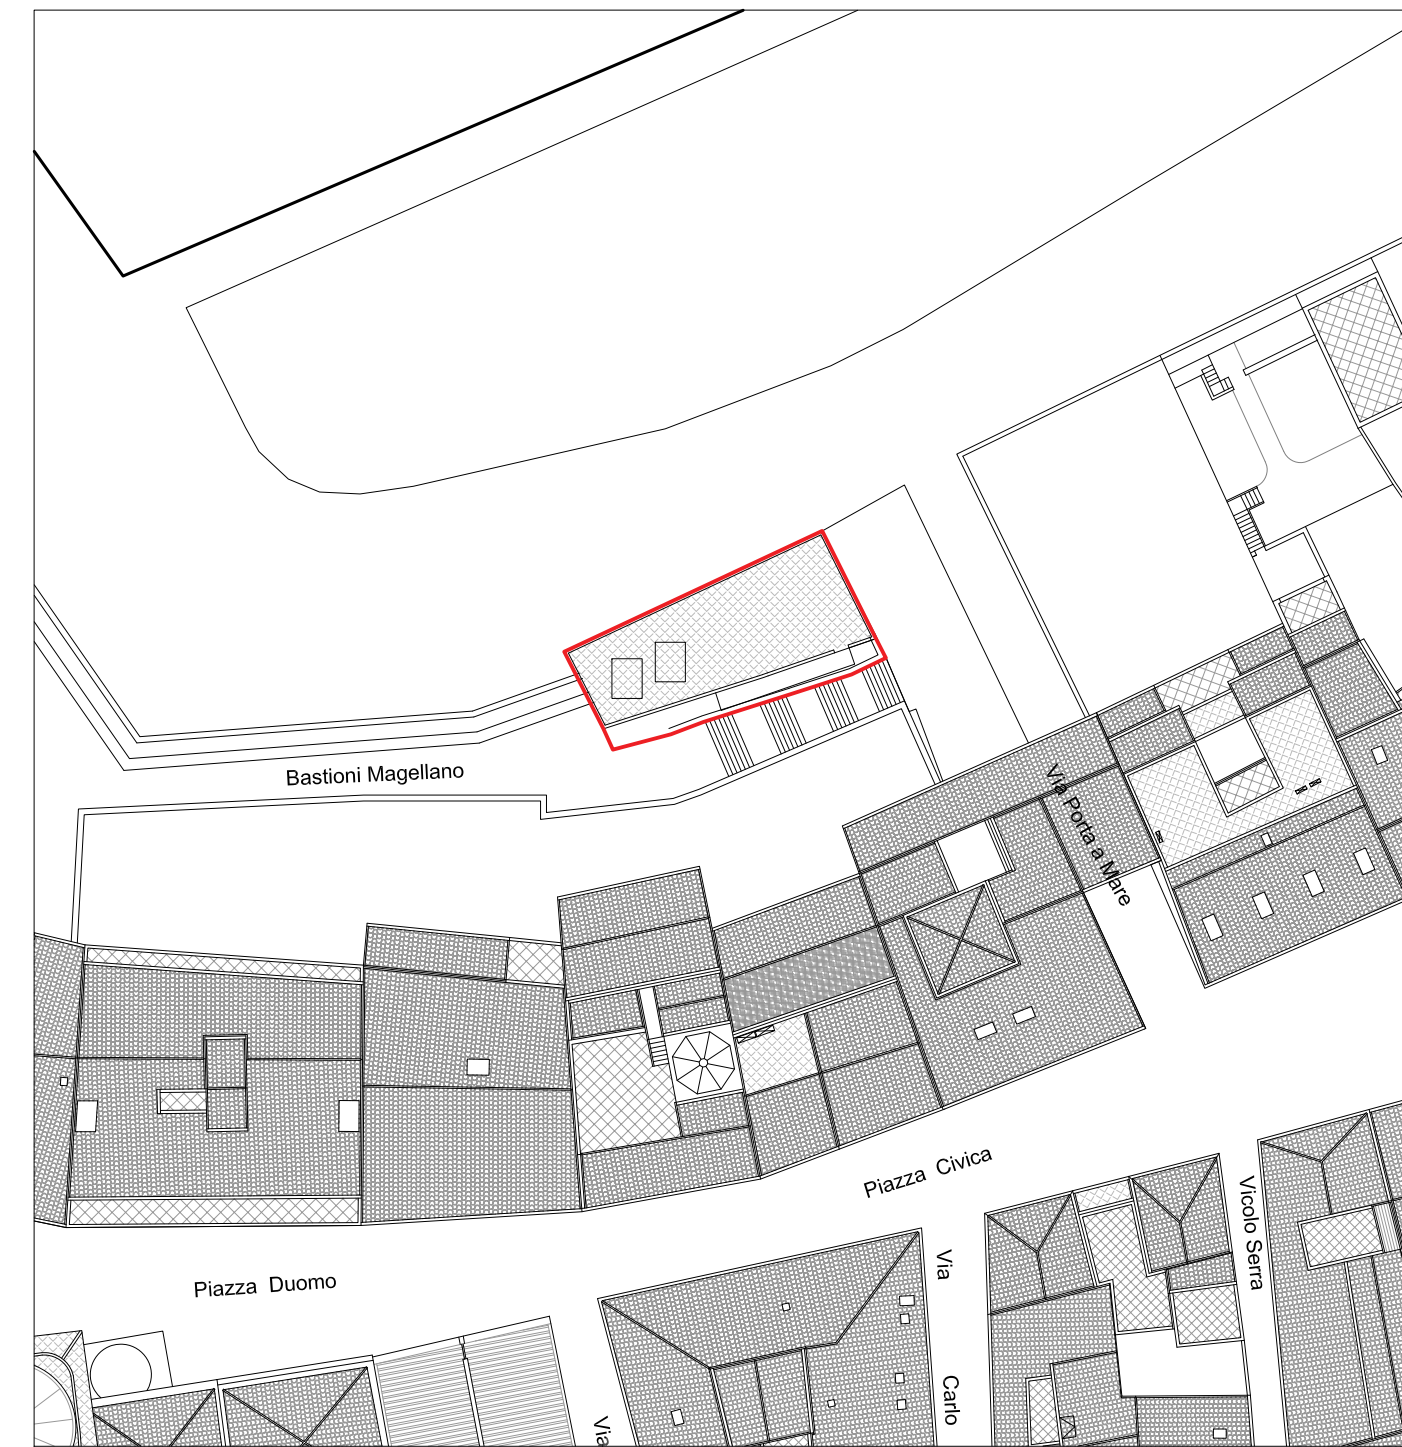 Bastioni Magellano
Via Porta a Mare
Piazza Civica
Piazza Duomo
Via
Carlo
Vicolo Serra
Via